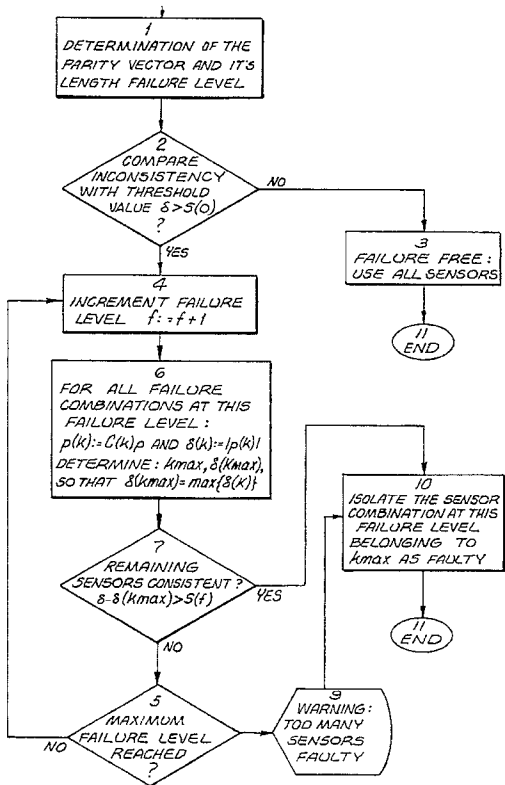 1
DETERMINATION OF THE
PARITY VECTOR AND IT'S
LENGTH FAILURE LEVEL
2
COMPARE
INCONSISTENCY
WITH THRESHOLD
VALUE δ>S(0)
?
NO
YES
3
FAILURE FREE:
USE ALL SENSORS
11
END
4
INCREMENT FAILURE
LEVEL f:=f+1
6
FOR ALL FAILURE
COMBINATIONS AT THIS
FAILURE LEVEL:
p(k):=C(k)p AND δ(k):=|p(k)|
DETERMINE: kmax, δ(kmax),
SO THAT δ(kmax)=max{δ(k)}
7
REMAINING
SENSORS CONSISTENT?
δ-δ(kmax)>S(f)
YES
NO
10
ISOLATE THE SENSOR
COMBINATION AT THIS
FAILURE LEVEL
BELONGING TO
kmax AS FAULTY
11
END
5
MAXIMUM
FAILURE LEVEL
REACHED
?
NO
9
WARNING:
TOO MANY
SENSORS
FAULTY